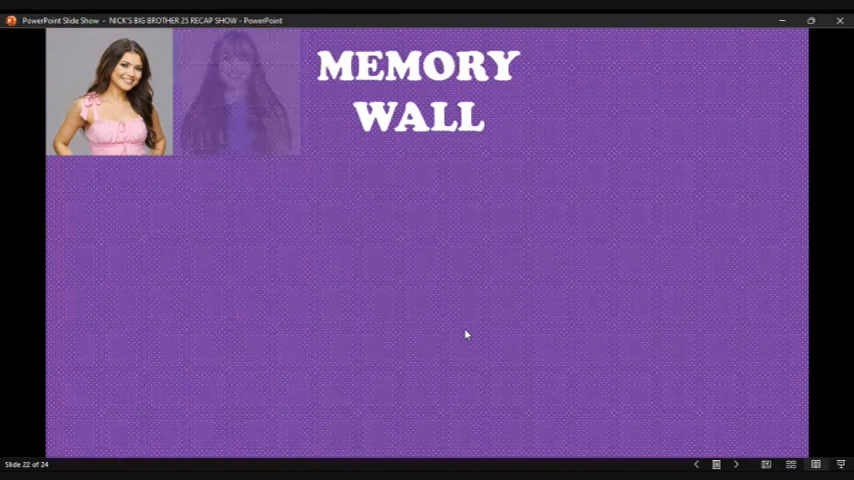 PowerPoint Slide Show - NICK'S BIG BROTHER 25 RECAP SHOW - PowerPoint
MEMORY
WALL
Slide 22 of 24